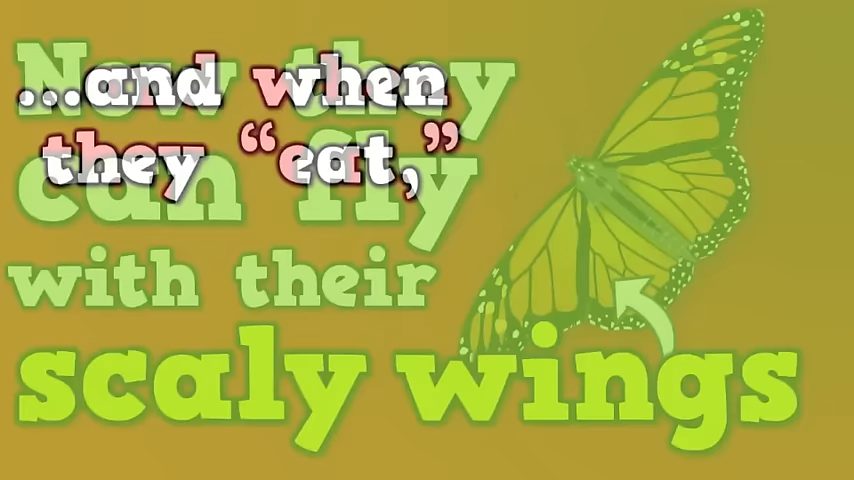 ...and when
they “eat,”
Now they
can fly
with their
scaly wings